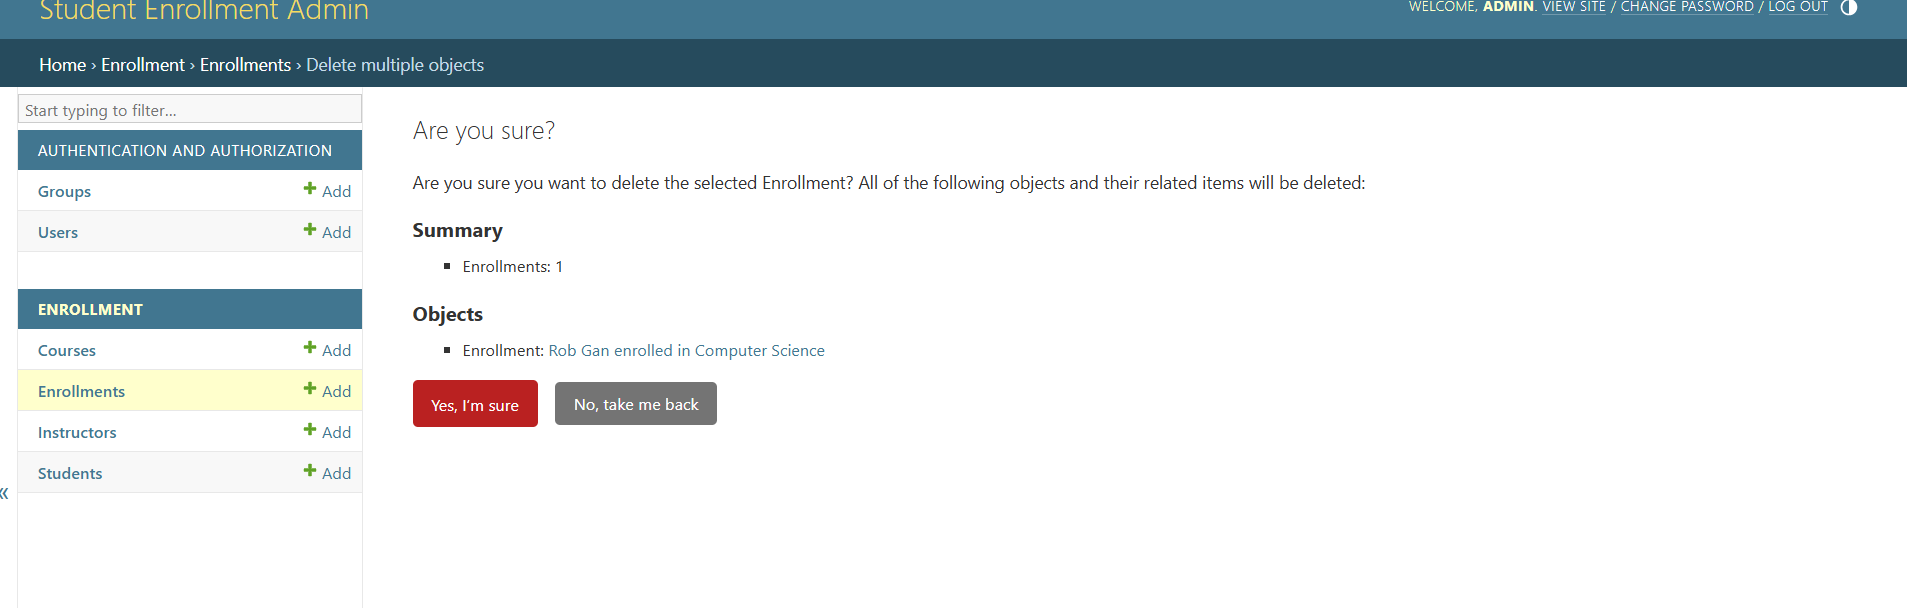 Student Enrollment Admin
WELCOME, ADMIN. VIEW SITE / CHANGE PASSWORD / LOG OUT
Home › Enrollment › Enrollments › Delete multiple objects
Start typing to filter...
AUTHENTICATION AND AUTHORIZATION
Groups + Add
Users + Add
ENROLLMENT
Courses + Add
Enrollments + Add
Instructors + Add
Students + Add
«
Are you sure?
Are you sure you want to delete the selected Enrollment? All of the following objects and their related items will be deleted:
Summary
Enrollments: 1
Objects
Enrollment: Rob Gan enrolled in Computer Science
Yes, I’m sure
No, take me back